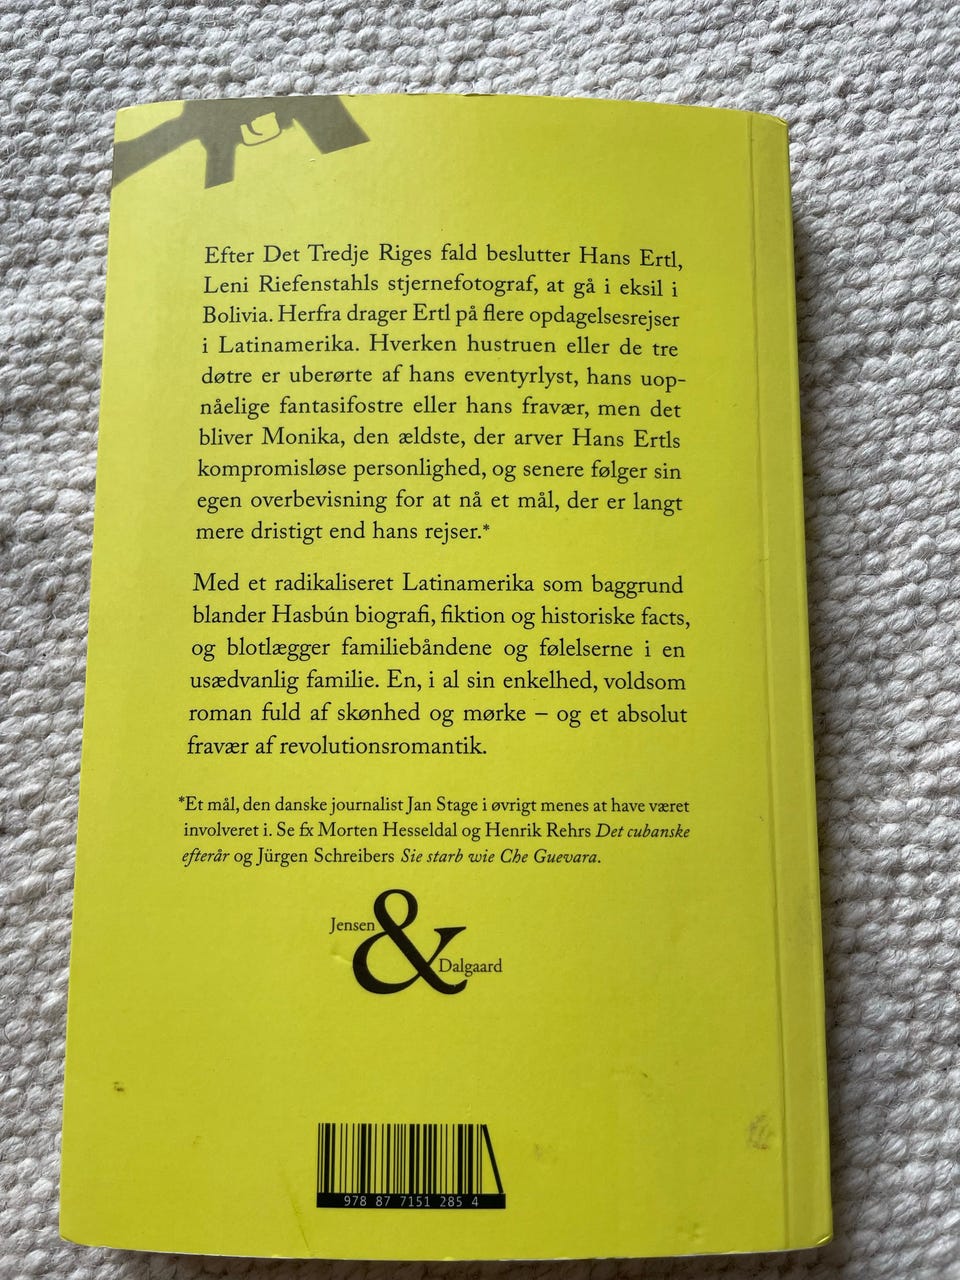 Efter Det Tredje Riges fald beslutter Hans Ertl,
Leni Riefenstahls stjernefotograf, at gå i eksil i
Bolivia. Herfra drager Ertl på flere opdagelsesrejser
i Latinamerika. Hverken hustruen eller de tre
døtre er uberørte af hans eventyrlyst, hans uop-
nåelige fantasifostre eller hans fravær, men det
bliver Monika, den ældste, der arver Hans Ertls
kompromisløse personlighed, og senere følger sin
egen overbevisning for at nå et mål, der er langt
mere dristigt end hans rejser.*
Med et radikaliseret Latinamerika som baggrund
blander Hasbún biografi, fiktion og historiske facts,
og blotlægger familiebåndene og følelserne i en
usædvanlig familie. En, i al sin enkelhed, voldsom
roman fuld af skønhed og mørke – og et absolut
fravær af revolutionsromantik.
*Et mål, den danske journalist Jan Stage i øvrigt menes at have været
involveret i. Se fx Morten Hesseldal og Henrik Rehrs Det cubanske
efterår og Jürgen Schreibers Sie starb wie Che Guevara.
Jensen
&
Dalgaard
978 87 7151 285 4